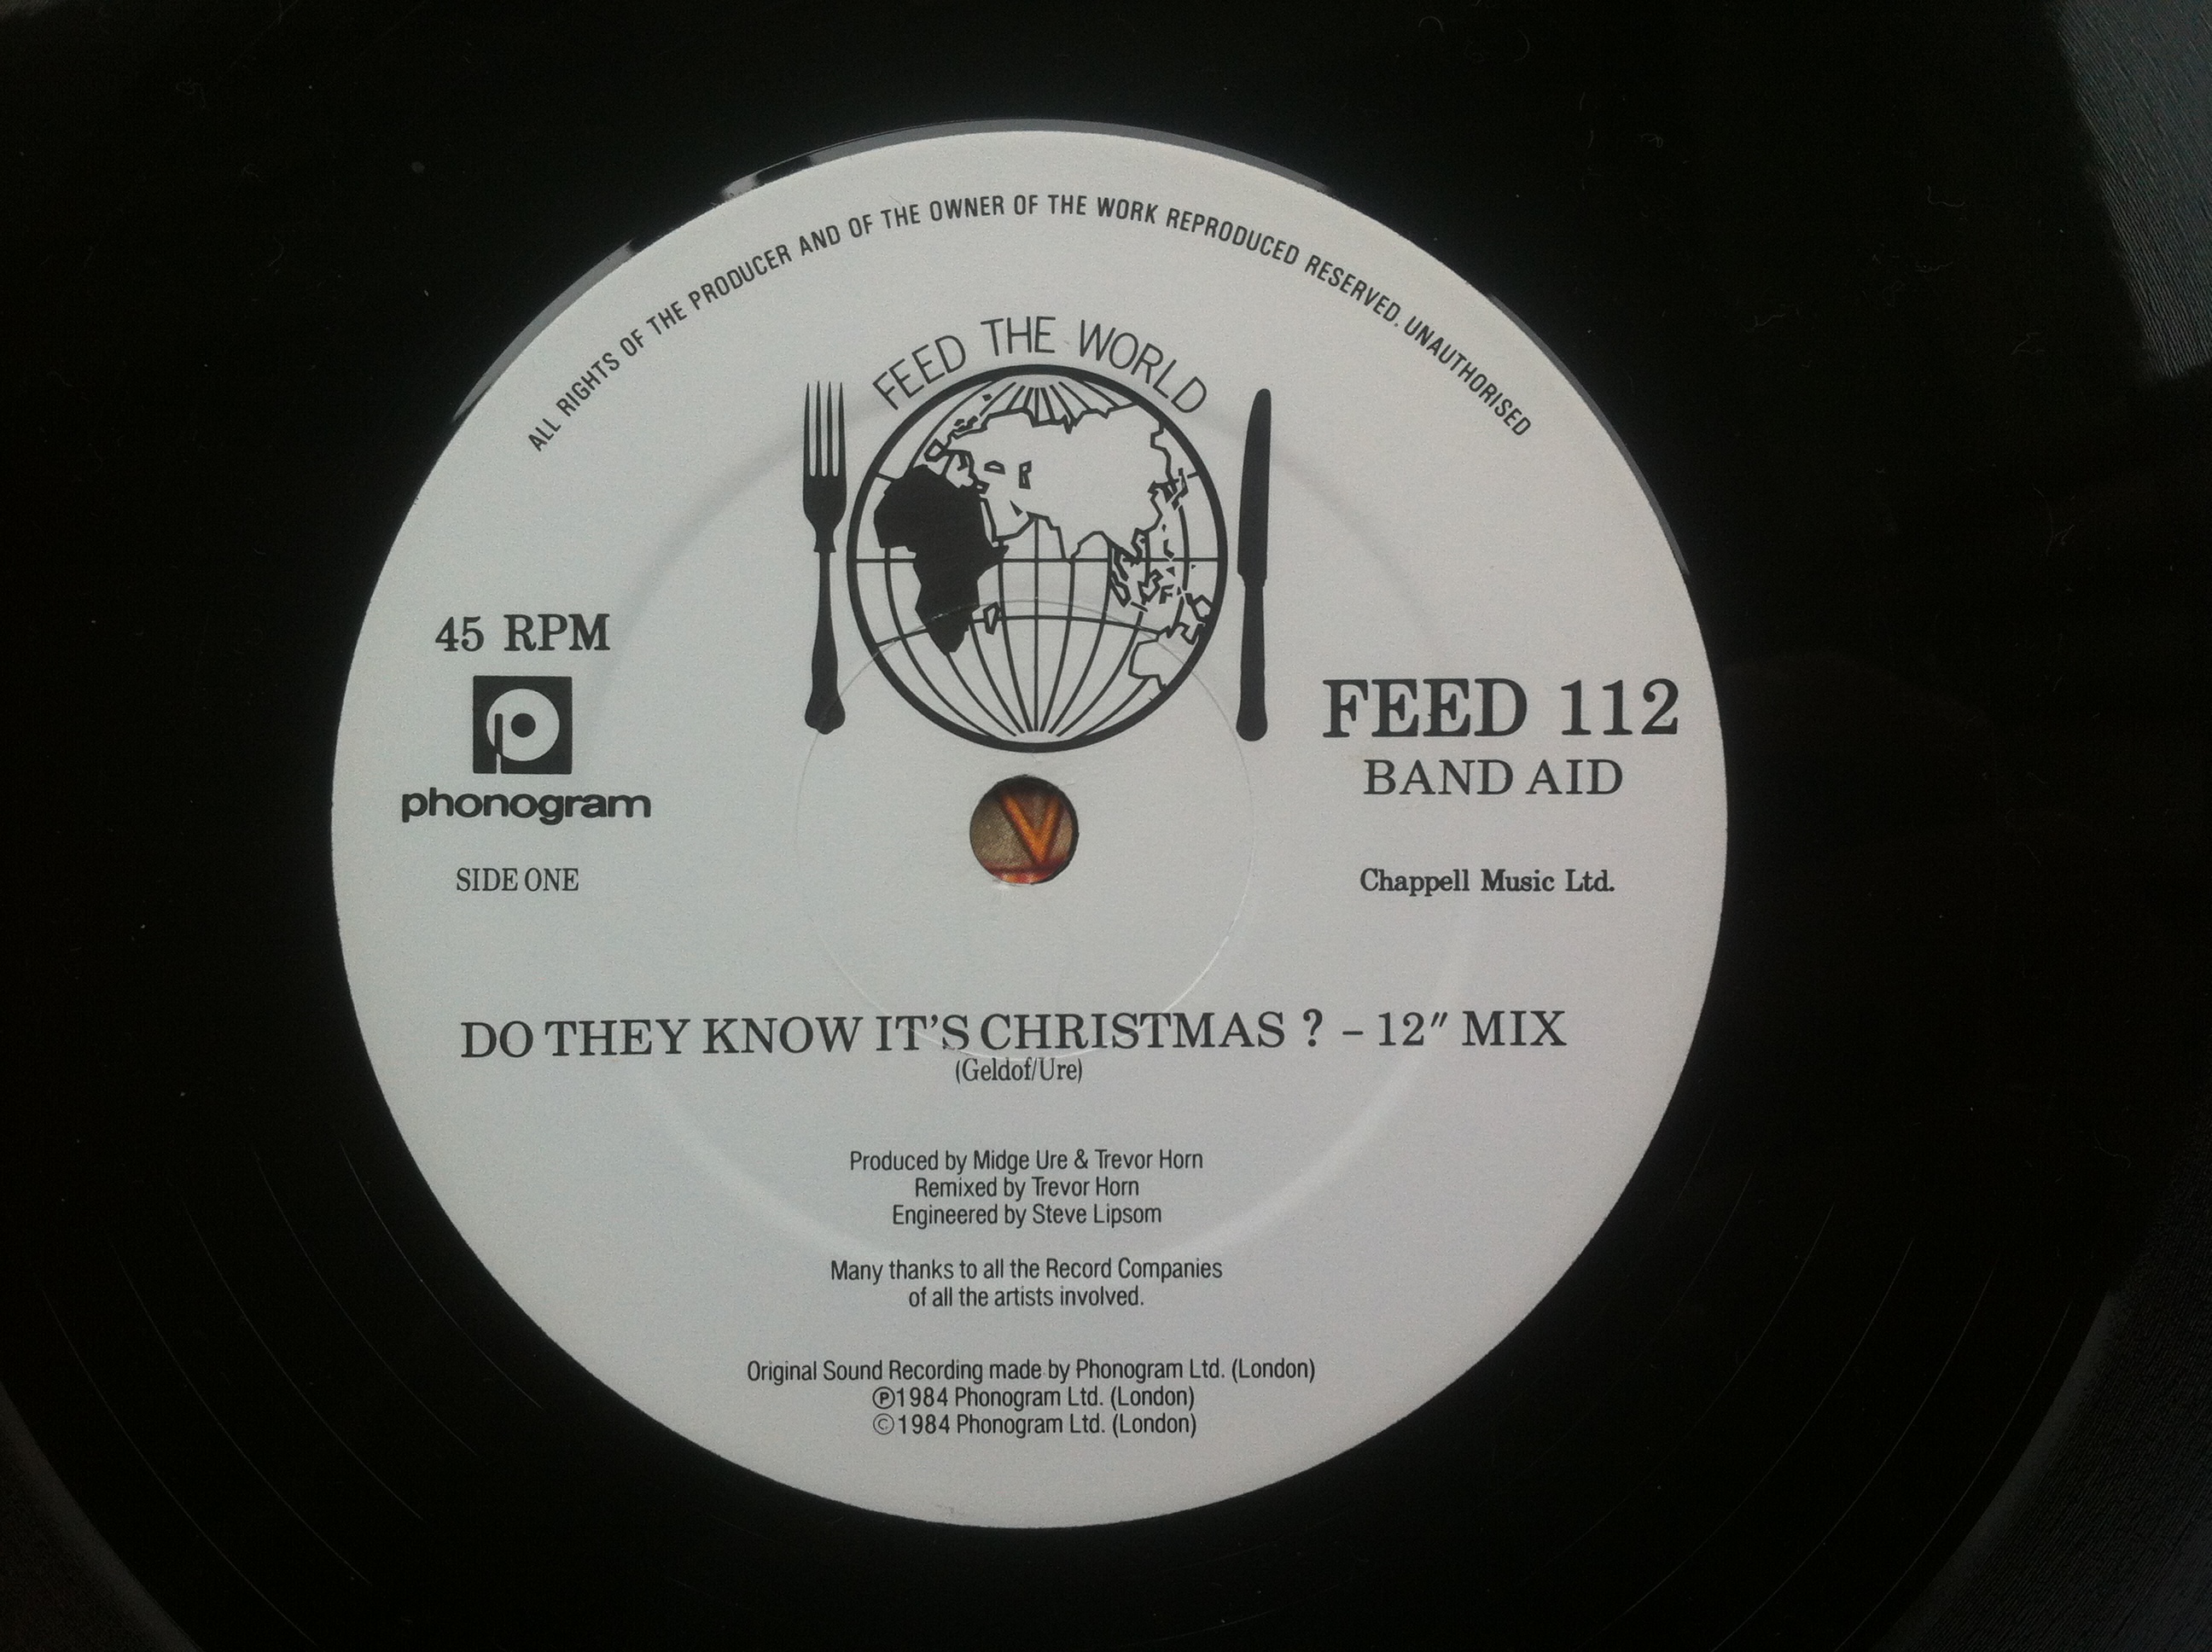 ALL RIGHTS OF THE PRODUCER AND OF THE OWNER OF THE WORK REPRODUCED RESERVED. UNAUTHORISED
FEED THE WORLD
45 RPM
phonogram
SIDE ONE
FEED 112
BAND AID
Chappell Music Ltd.
DO THEY KNOW IT'S CHRISTMAS ? – 12" MIX
(Geldof/Ure)
Produced by Midge Ure & Trevor Horn
Remixed by Trevor Horn
Engineered by Steve Lipsom
Many thanks to all the Record Companies
of all the artists involved.
Original Sound Recording made by Phonogram Ltd. (London)
℗1984 Phonogram Ltd. (London)
©1984 Phonogram Ltd. (London)